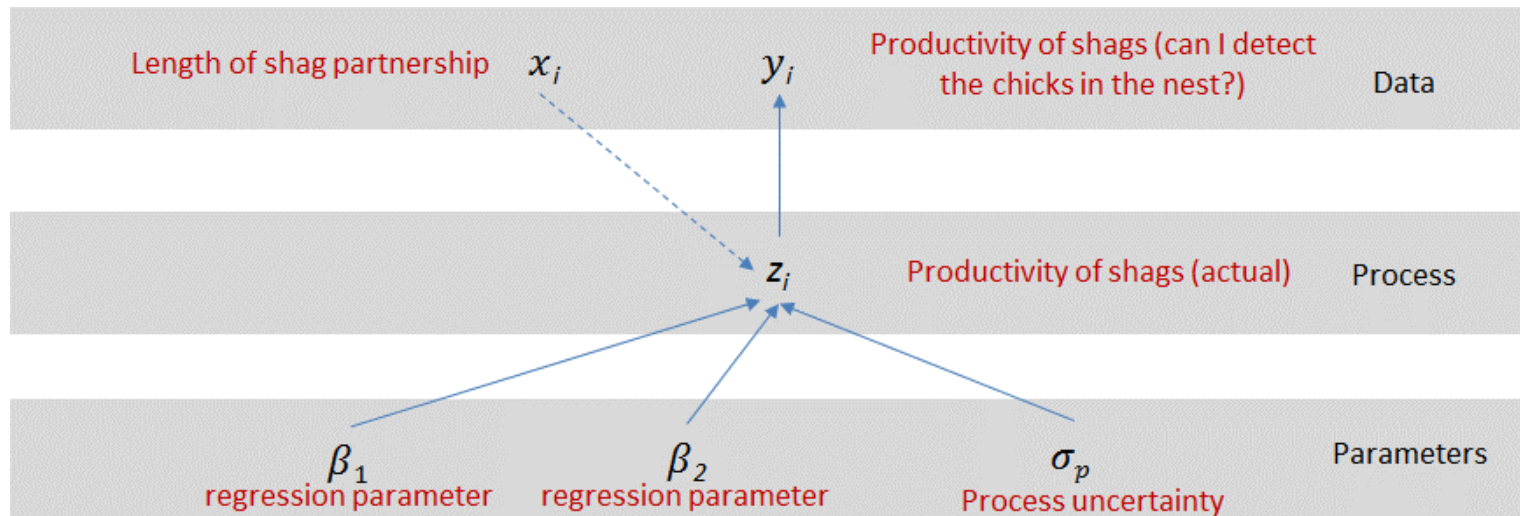 Length of shag partnership x_i y_i Productivity of shags (can I detect
the chicks in the nest?) Data
z_i Productivity of shags (actual) Process
β_1 β_2 σ_p Parameters
regression parameter regression parameter Process uncertainty